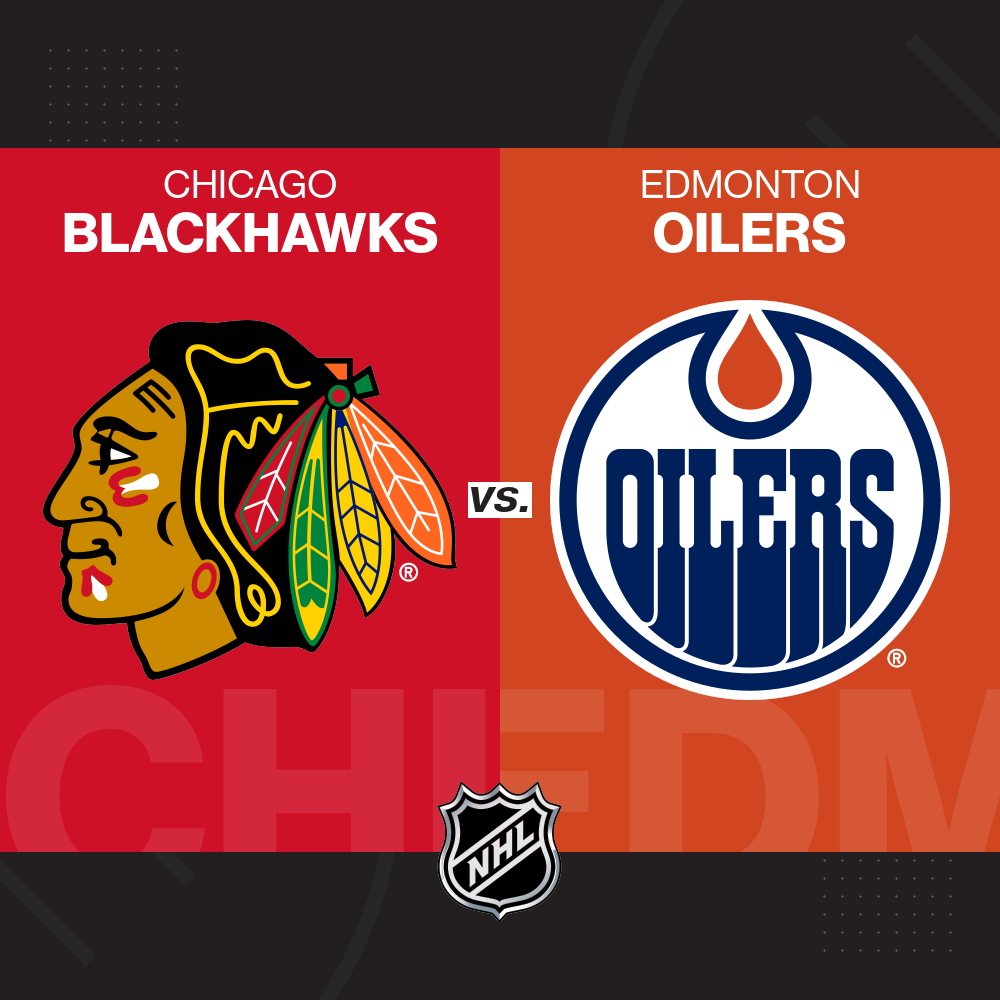 CHICAGO
BLACKHAWKS
EDMONTON
OILERS
VS.
OILERS
®
®
CHI
EDM
NHL